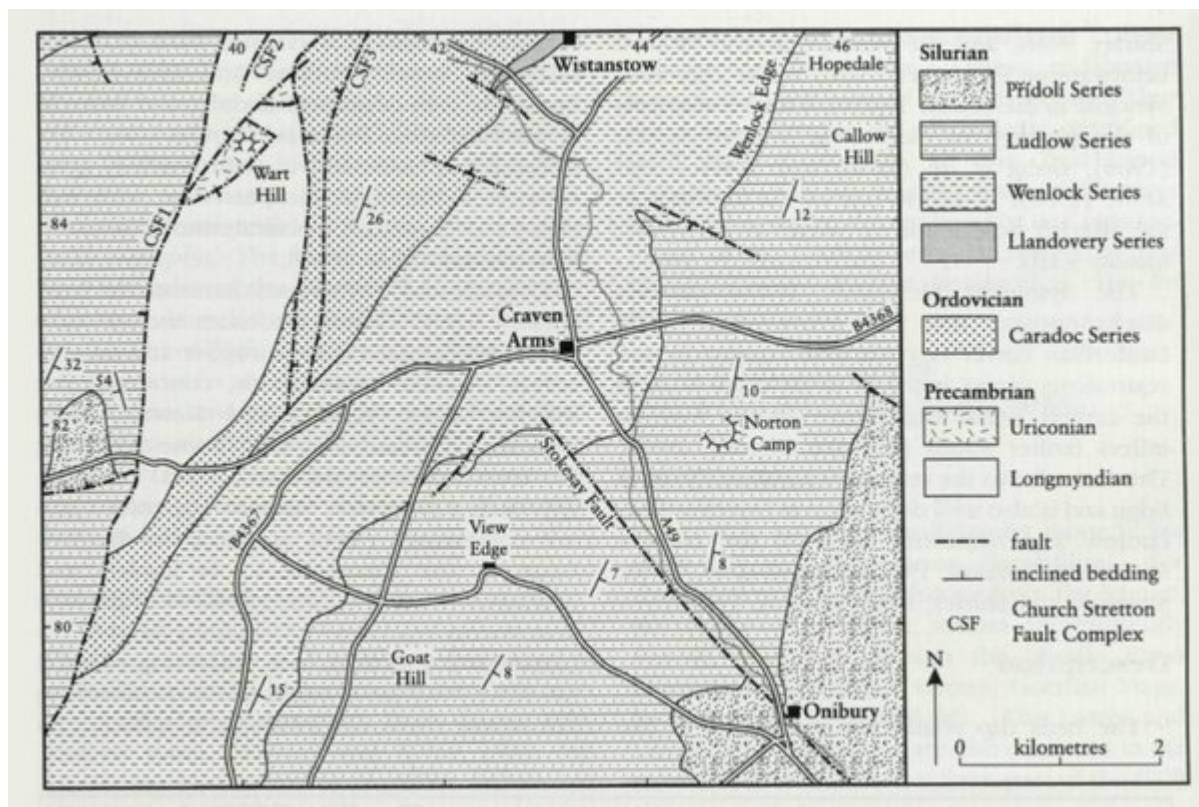 40
CSF2
CSF3
42
44
46
Wistanstow
Hopedale
Wenlock Edge
Callow
Hill
Wart
Hill
26
12
84
CSF1
Craven
Arms
B4368
32
54
10
82
Norton
Camp
Stokesay Fault
B4367
View
Edge
A49
7
8
80
Goat
Hill
8
15
Onibury
Silurian
Přídolí Series
Ludlow Series
Wenlock Series
Llandovery Series
Ordovician
Caradoc Series
Precambrian
Uriconian
Longmyndian
fault
inclined bedding
CSF
Church Stretton
Fault Complex
N
0 kilometres 2